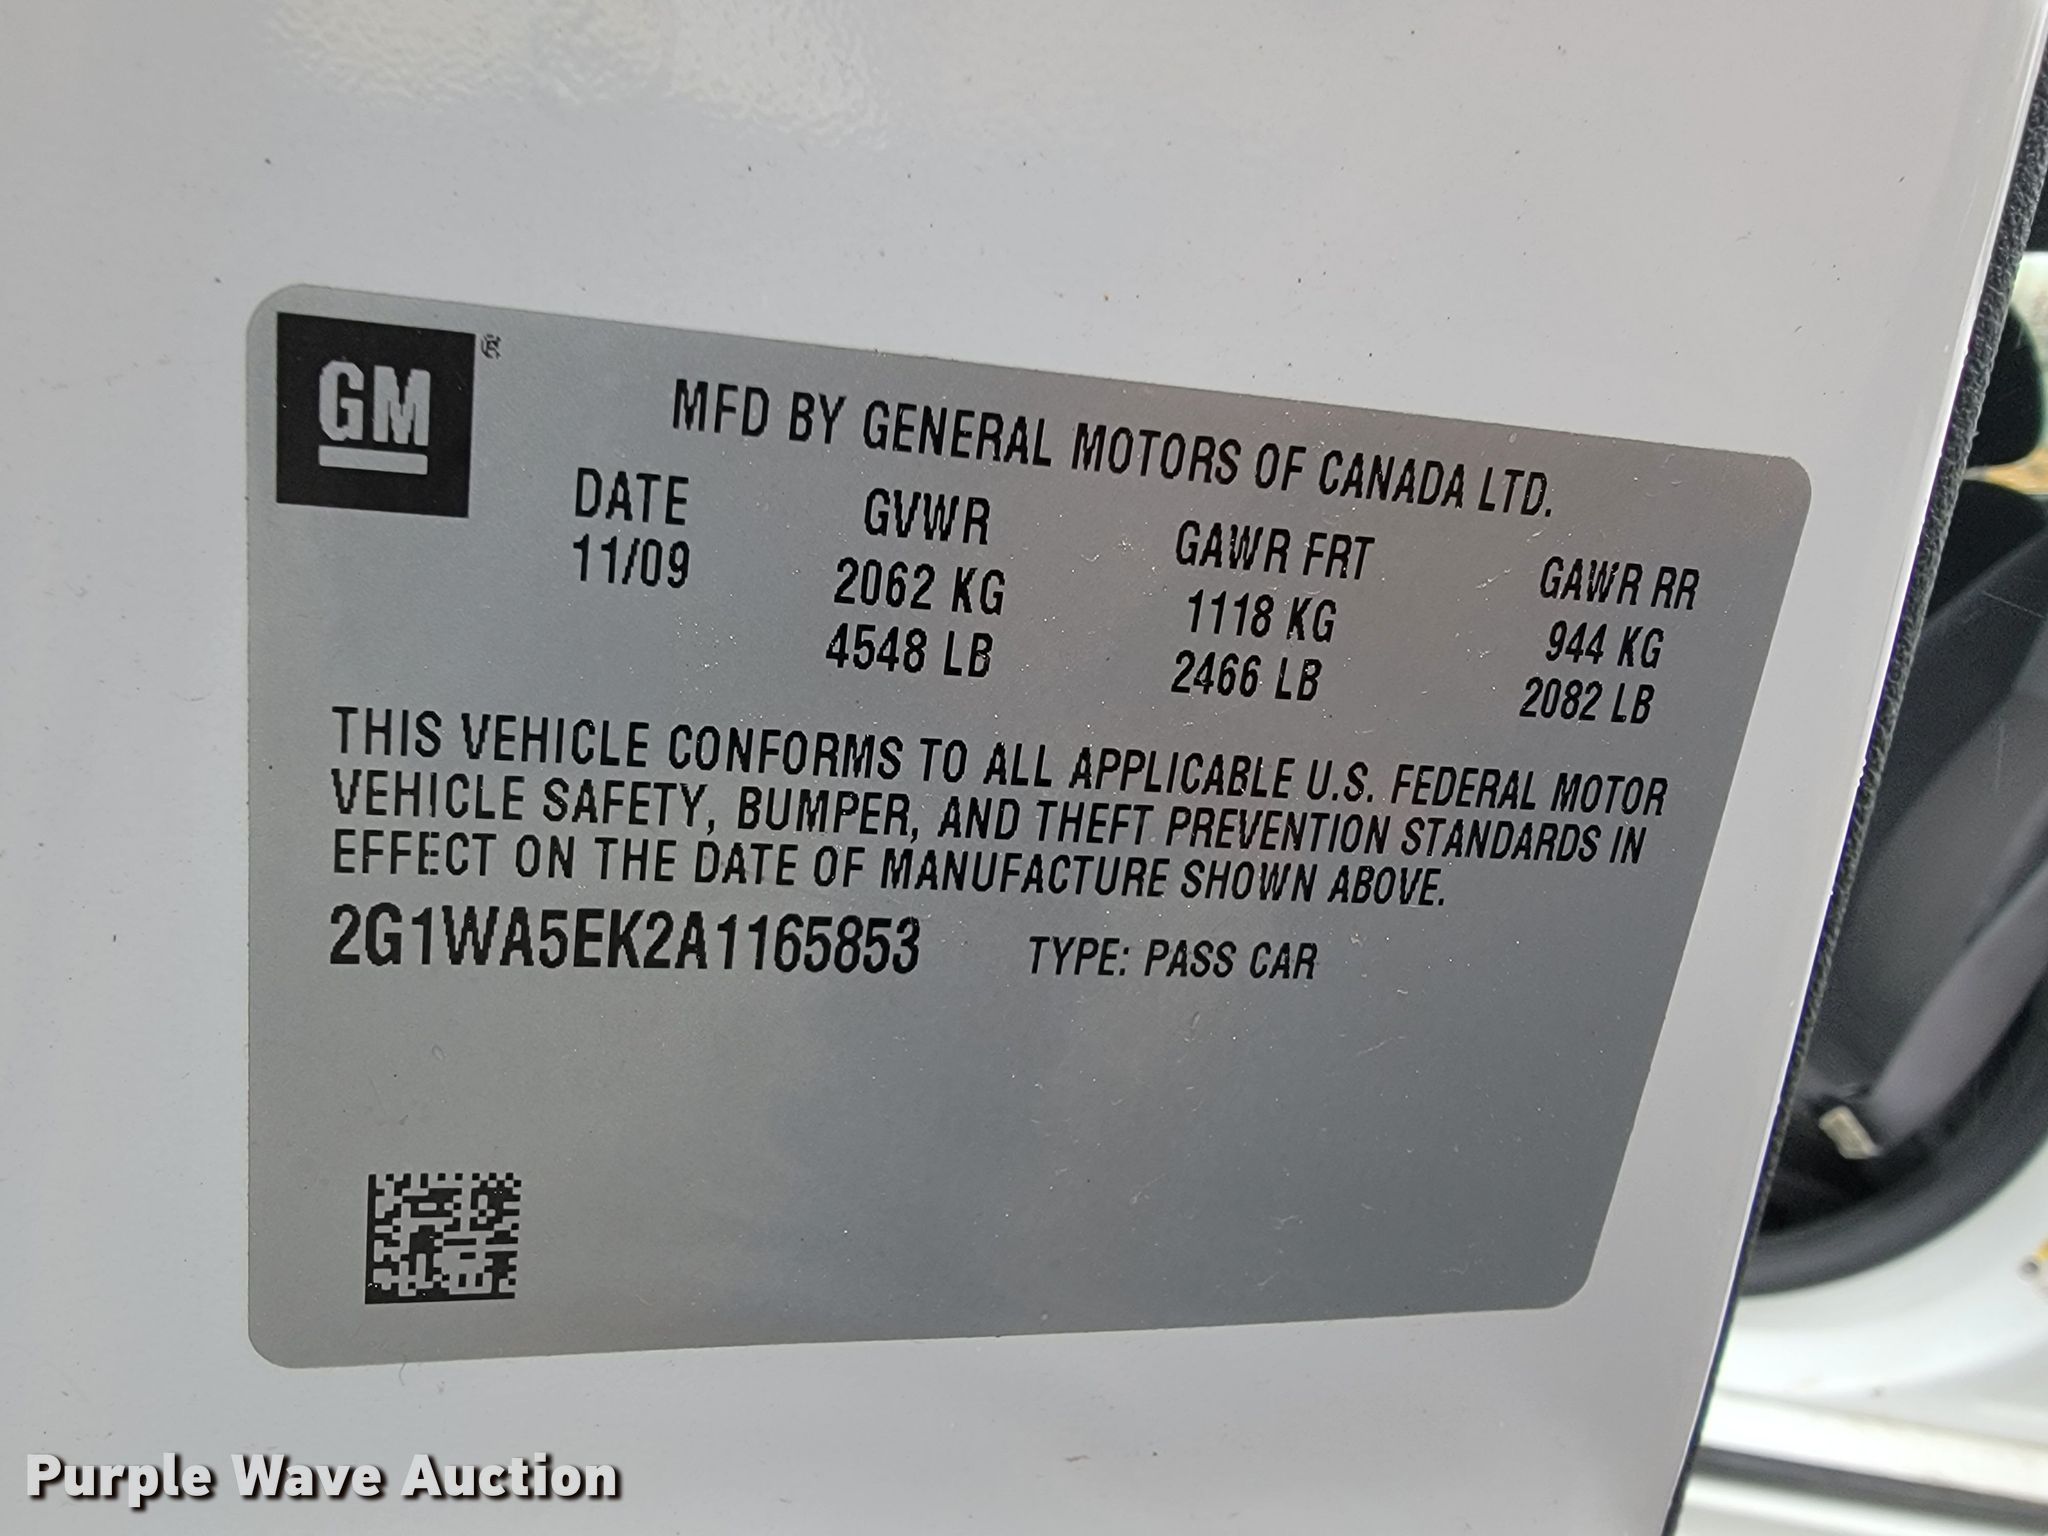 GM®
MFD BY GENERAL MOTORS OF CANADA LTD.
DATE GVWR GAWR FRT GAWR RR
11/09 2062 KG 1118 KG 944 KG
4548 LB 2466 LB 2082 LB
THIS VEHICLE CONFORMS TO ALL APPLICABLE U.S. FEDERAL MOTOR
VEHICLE SAFETY, BUMPER, AND THEFT PREVENTION STANDARDS IN
EFFECT ON THE DATE OF MANUFACTURE SHOWN ABOVE.
2G1WA5EK2A1165853 TYPE: PASS CAR
Purple Wave Auction